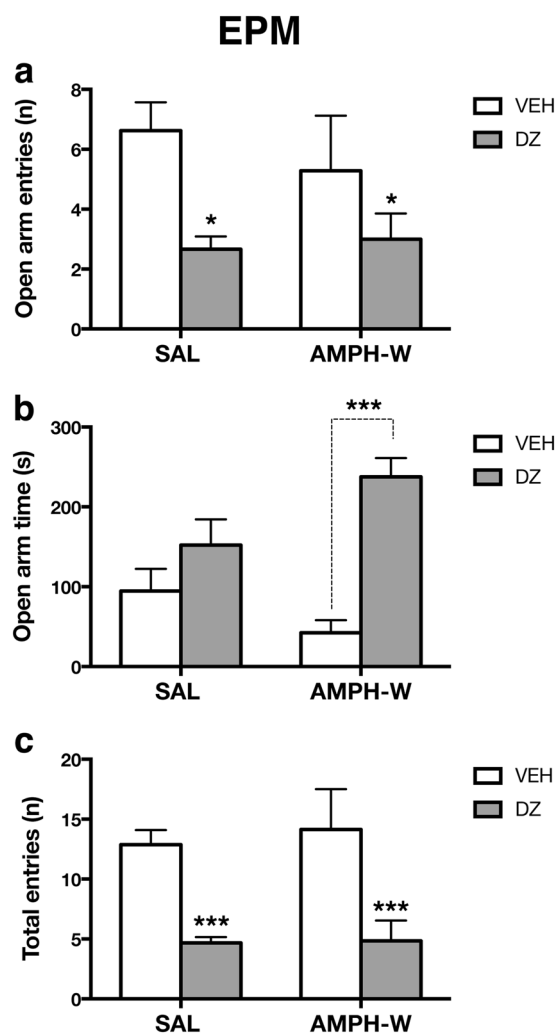 EPM
a
Open arm entries (n)
8
6
4
2
0
*
*
SAL
AMPH-W
VEH
DZ
b
Open arm time (s)
300
200
100
0
***
SAL
AMPH-W
VEH
DZ
c
Total entries (n)
20
15
10
5
0
***
***
SAL
AMPH-W
VEH
DZ